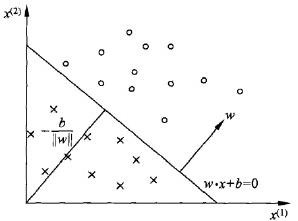 x(2)
- b/‖w‖
w
w·x+b=0
x(1)